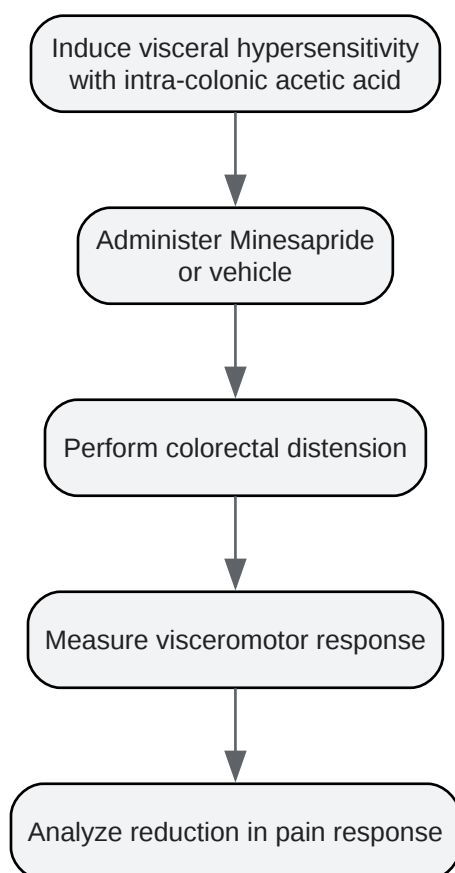 Induce visceral hypersensitivity
with intra-colonic acetic acid
Administer Minesapride
or vehicle
Perform colorectal distension
Measure visceromotor response
Analyze reduction in pain response